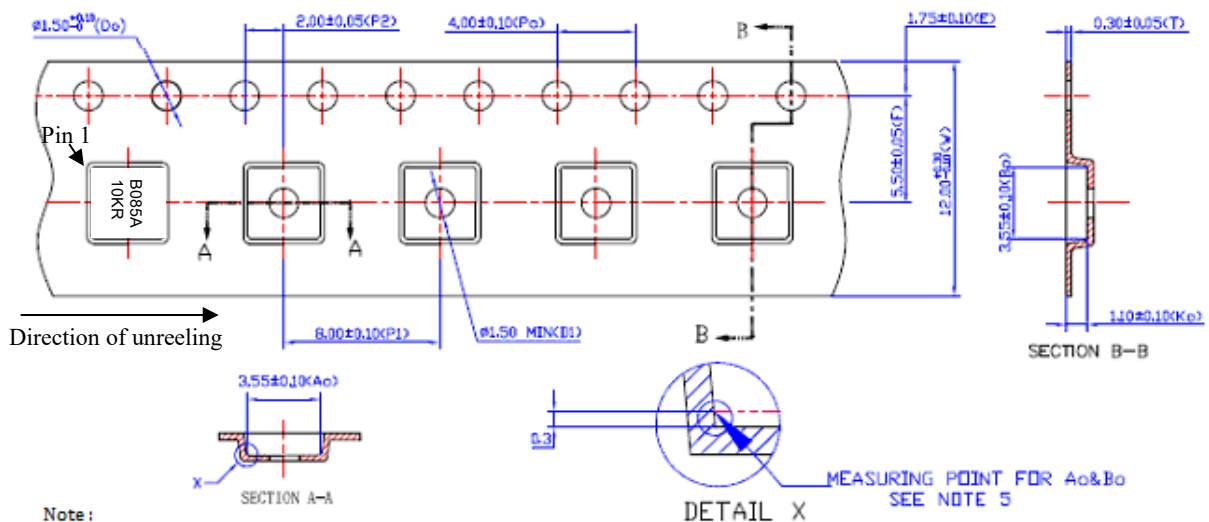 ø1.50 +0.10 -0 (Do)
2.00±0.05(P2)
4.00±0.10(Po)
B
1.75±0.10(E)
0.30±0.05(T)
Pin 1
B085A
10KR
A
A
5.50±0.05(F)
3.55±0.10(Bo)
Direction of unreeling
8.00±0.10(P1)
ø1.50 MIN(D1)
B
1.10±0.10(Ko)
SECTION B-B
3.55±0.10(Ao)
X
SECTION A-A
0.3
MEASURING POINT FOR Ao&Bo
SEE NOTE 5
DETAIL X
Note: